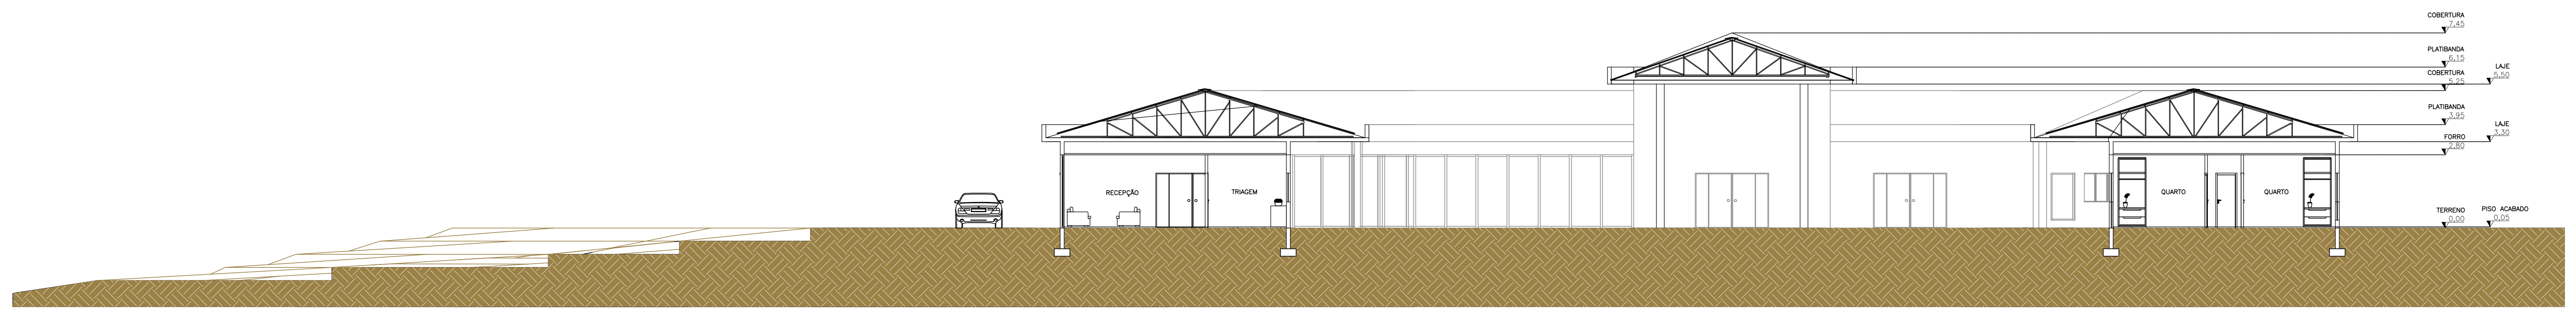 COBERTURA
7,45
PLATIBANDA
6,15
LAJE
5,50
COBERTURA
5,25
PLATIBANDA
3,95
LAJE
3,30
FORRO
2,80
RECEPÇÃO
TRIAGEM
QUARTO
QUARTO
TERRENO
0,00
PISO ACABADO
0,05